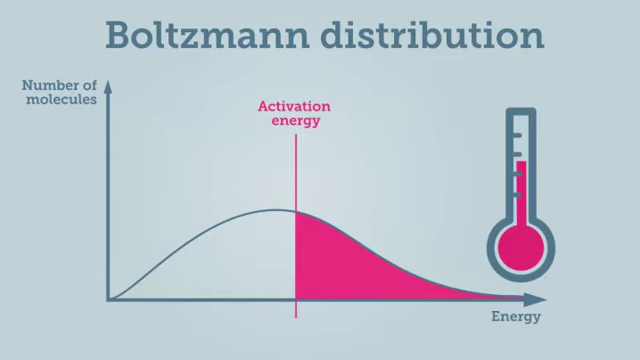 Boltzmann distribution
Number of
molecules
Activation
energy
Energy